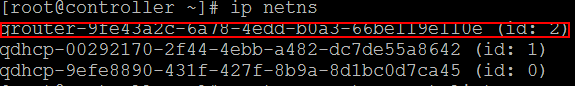 [root@controller ~]# ip netns
qrouter-9fe43a2c-6a78-4edd-b0a3-66be119e110e (id: 2)
qdhcp-00292170-2f44-4ebb-a482-dc7de55a8642 (id: 1)
qdhcp-9efe8890-431f-427f-8b9a-8d1bc0d7ca45 (id: 0)